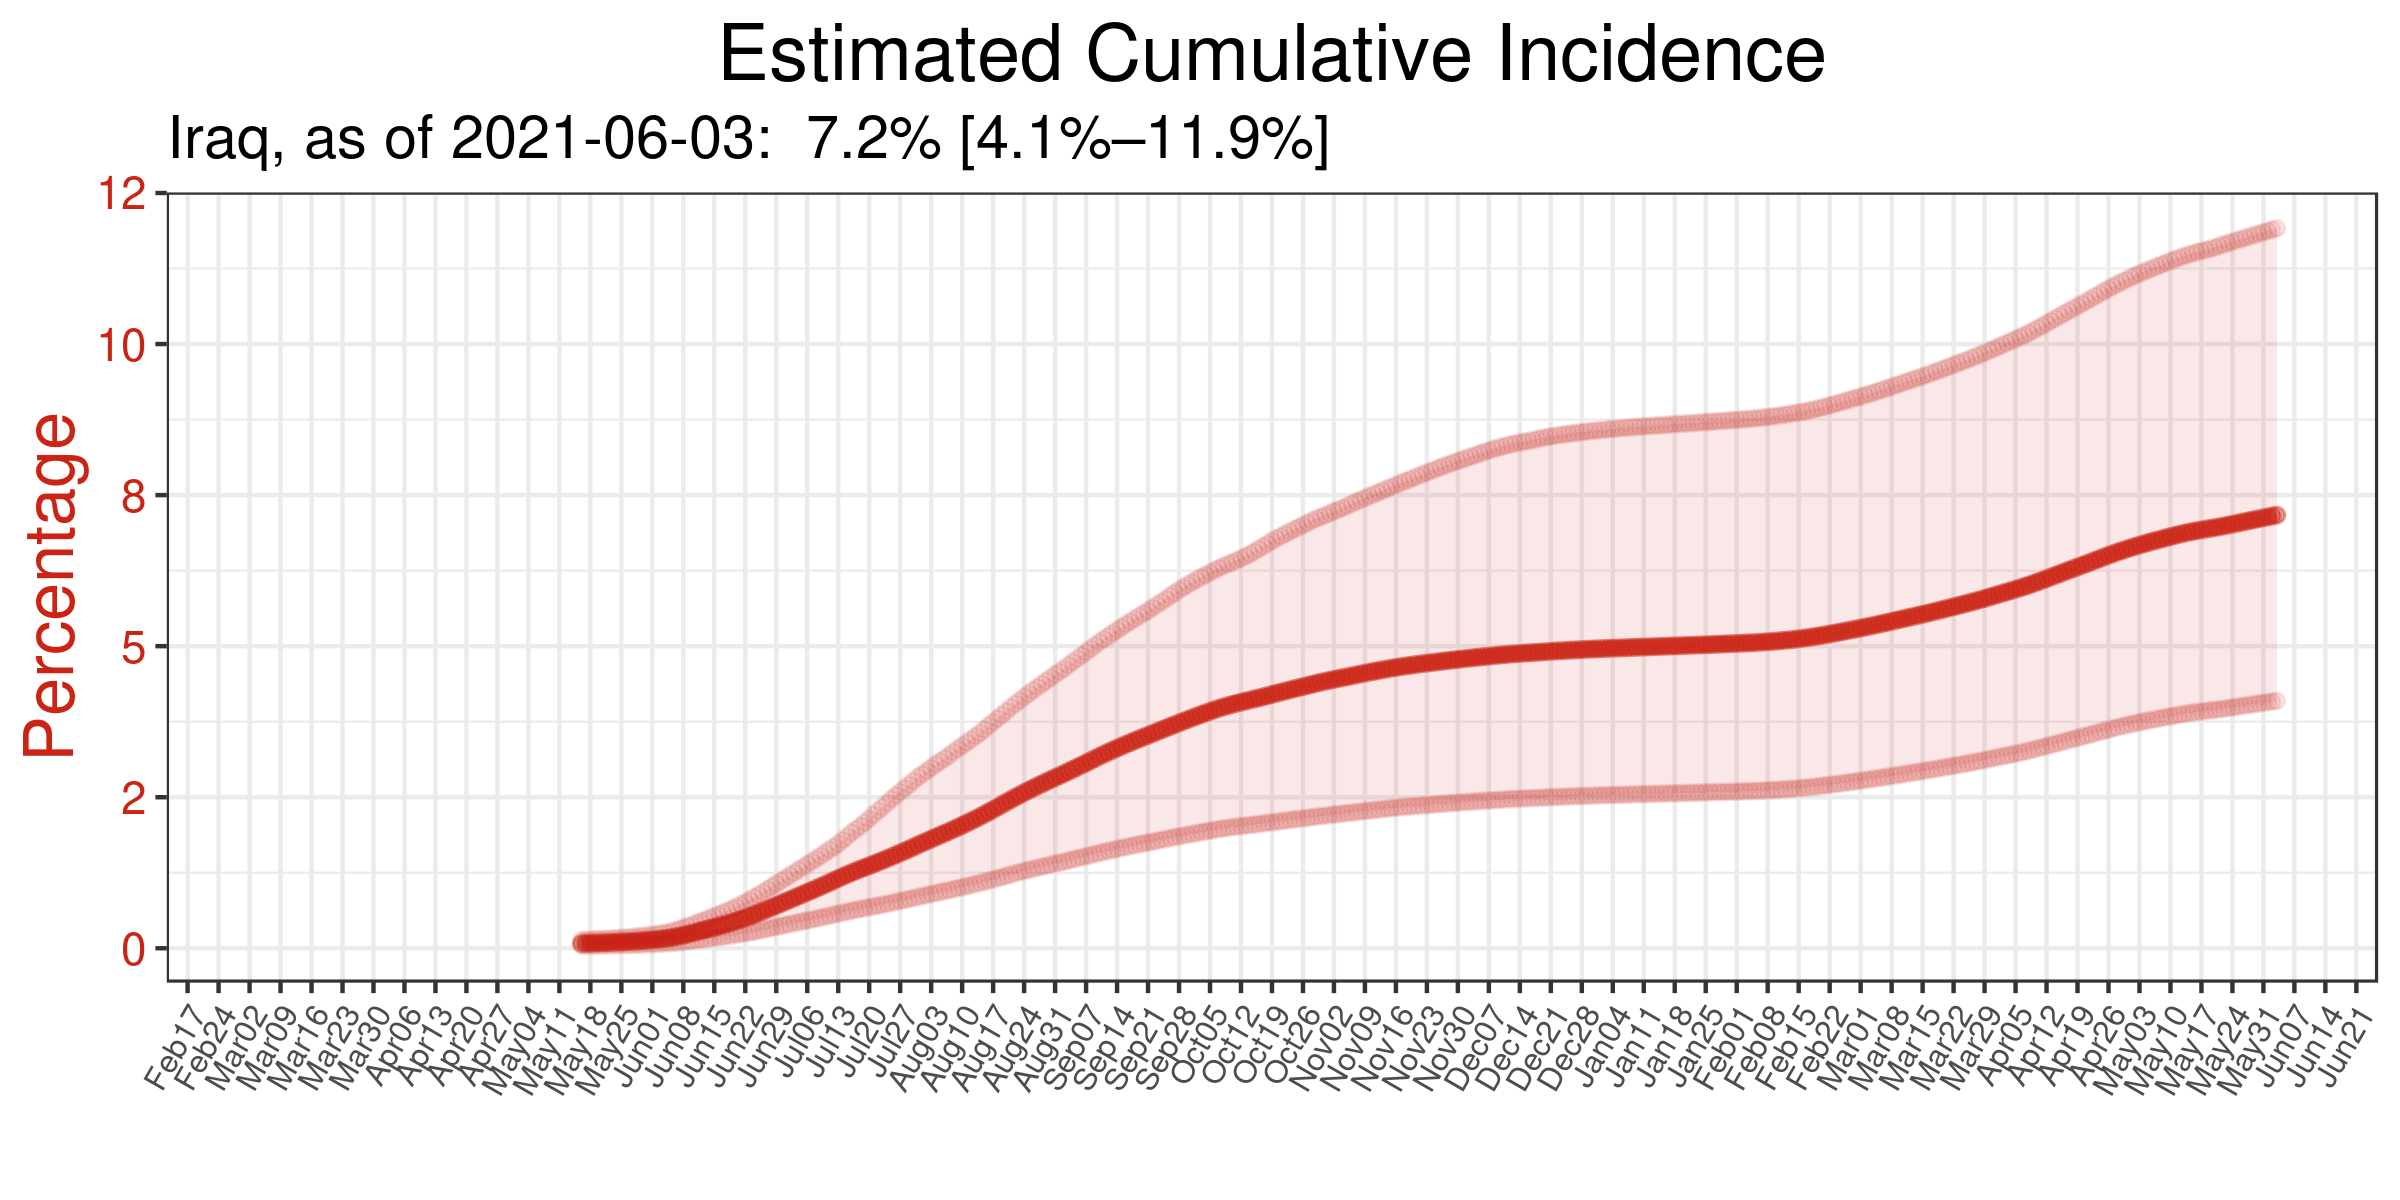 Estimated Cumulative Incidence
Iraq, as of 2021-06-03:  7.2% [4.1%–11.9%]
Percentage
12
10
8
5
2
0
Feb17
Feb24
Mar02
Mar09
Mar16
Mar23
Mar30
Apr06
Apr13
Apr20
Apr27
May04
May11
May18
May25
Jun01
Jun08
Jun15
Jun22
Jun29
Jul06
Jul13
Jul20
Jul27
Aug03
Aug10
Aug17
Aug24
Aug31
Sep07
Sep14
Sep21
Sep28
Oct05
Oct12
Oct19
Oct26
Nov02
Nov09
Nov16
Nov23
Nov30
Dec07
Dec14
Dec21
Dec28
Jan04
Jan11
Jan18
Jan25
Feb01
Feb08
Feb15
Feb22
Mar01
Mar08
Mar15
Mar22
Mar29
Apr05
Apr12
Apr19
Apr26
May03
May10
May17
May24
May31
Jun07
Jun14
Jun21